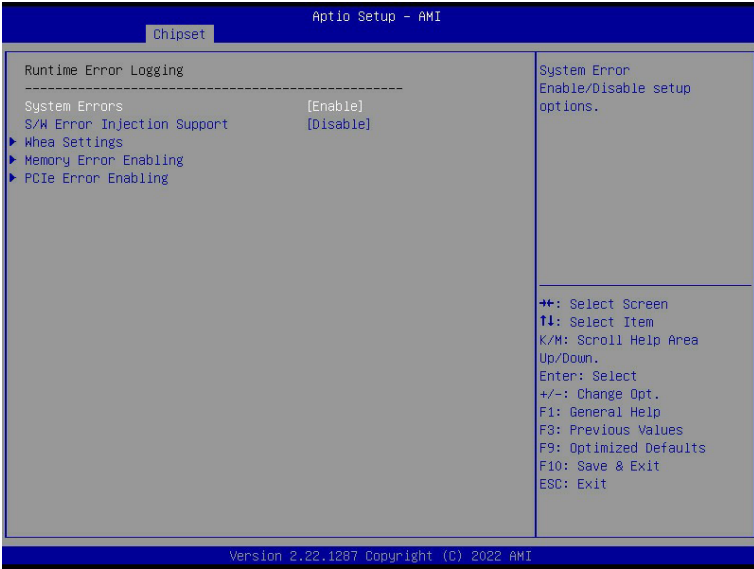 Aptio Setup - AMI
Chipset
Runtime Error Logging
System Errors [Enable]
S/W Error Injection Support [Disable]
Whea Settings
Memory Error Enabling
PCIe Error Enabling
System Error
Enable/Disable setup
options.
→←: Select Screen
↑↓: Select Item
K/M: Scroll Help Area
Up/Down.
Enter: Select
+/-: Change Opt.
F1: General Help
F3: Previous Values
F9: Optimized Defaults
F10: Save & Exit
ESC: Exit
Version 2.22.1287 Copyright (C) 2022 AMI